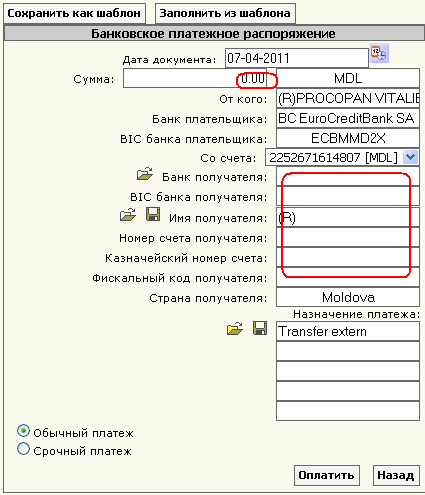 Сохранить как шаблон Заполнить из шаблона
Банковское платежное распоряжение
Дата документа: 07-04-2011
Сумма: 0.00 MDL
От кого: (R)PROCOPAN VITALIE
Банк плательщика: BC EuroCreditBank SA
BIC банка плательщика: ECBMMD2X
Со счета: 2252671614807 [MDL]
Банк получателя:
BIC банка получателя:
Имя получателя: (R)
Номер счета получателя:
Казначейский номер счета:
Фискальный код получателя:
Страна получателя: Moldova
Назначение платежа:
Transfer extern
Обычный платеж
Срочный платеж
Оплатить Назад